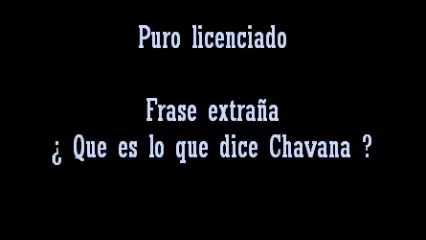 Puro licenciado
Frase extraña
¿ Que es lo que dice Chavana ?